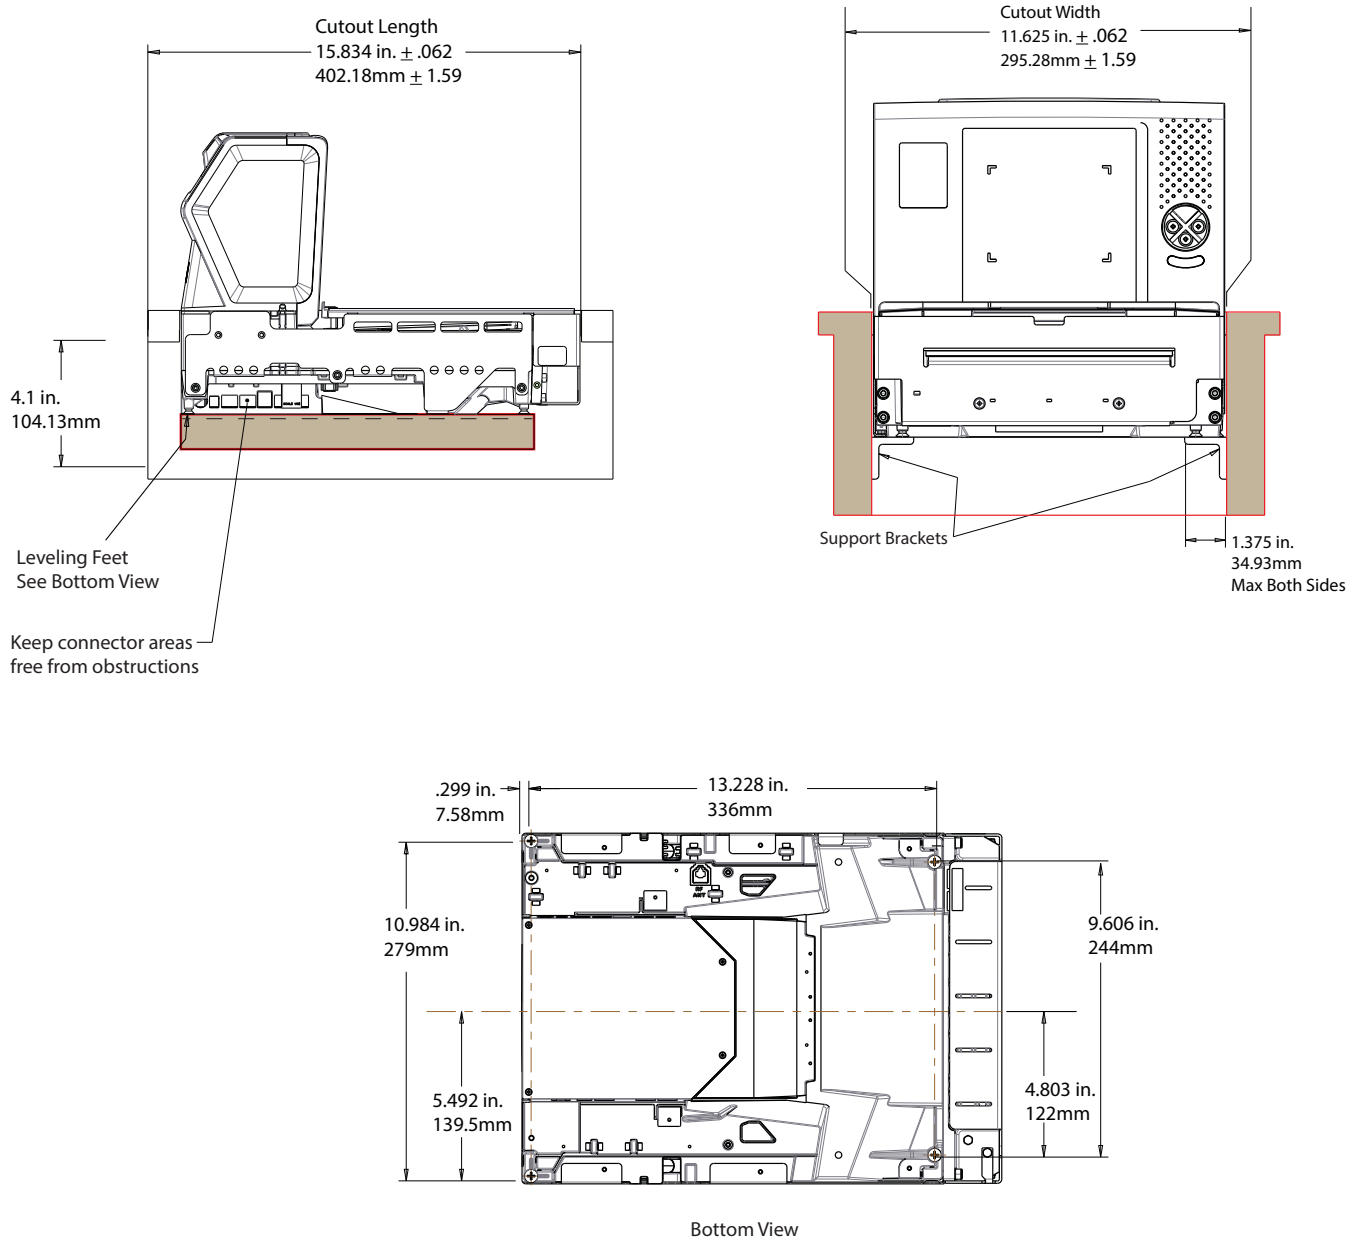 Cutout Length
15.834 in. ± .062
402.18mm ± 1.59
Cutout Width
11.625 in. ± .062
295.28mm ± 1.59
4.1 in.
104.13mm
Leveling Feet
See Bottom View
Keep connector areas
free from obstructions
Support Brackets
1.375 in.
34.93mm
Max Both Sides
.299 in.
7.58mm
13.228 in.
336mm
10.984 in.
279mm
RF
ANT
9.606 in.
244mm
5.492 in.
139.5mm
4.803 in.
122mm
Bottom View